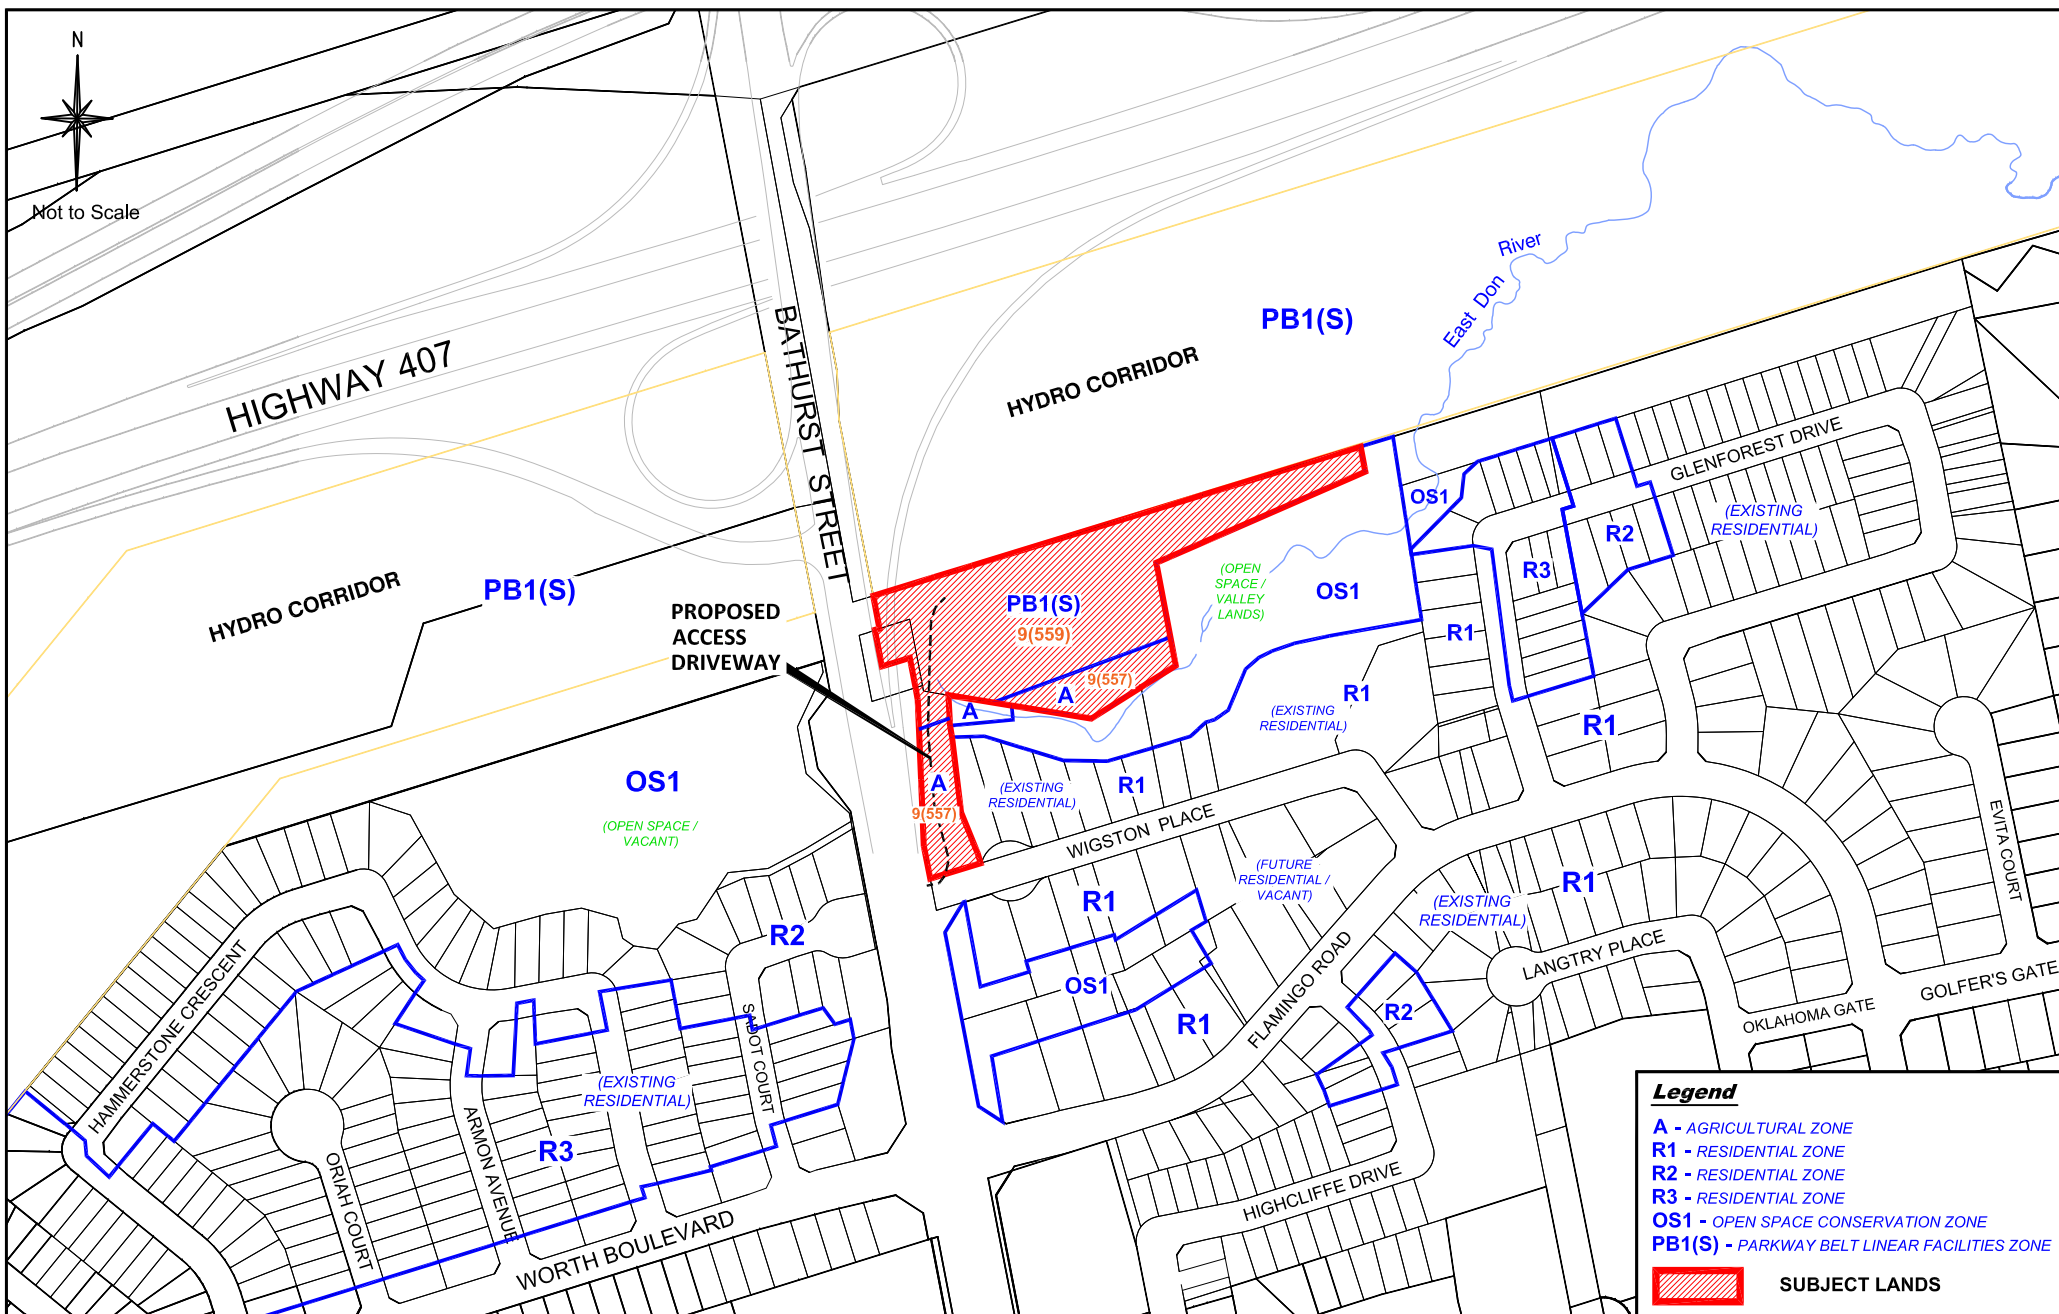 N
Not to Scale
HIGHWAY 407
BATHURST STREET
HYDRO CORRIDOR
PB1(S)
East Don River
HYDRO CORRIDOR
PB1(S)
PROPOSED
ACCESS
DRIVEWAY
PB1(S)
9(559)
A
9(557)
A
A
9(557)
(OPEN
SPACE /
VALLEY
LANDS)
OS1
OS1
R3
R2
GLENFOREST DRIVE
(EXISTING
RESIDENTIAL)
R1
R1
(EXISTING
RESIDENTIAL)
R1
(EXISTING
RESIDENTIAL)
R1
WIGSTON PLACE
EVITA COURT
OS1
(OPEN SPACE /
VACANT)
R2
R1
(FUTURE
RESIDENTIAL /
VACANT)
R1
(EXISTING
RESIDENTIAL)
LANGTRY PLACE
OS1
R1
FLAMINGO ROAD
R2
OKLAHOMA GATE
GOLFER'S GATE
HAMMERSTONE CRESCENT
SADOT COURT
(EXISTING
RESIDENTIAL)
R3
ARMON AVENUE
ORIAH COURT
WORTH BOULEVARD
HIGHCLIFFE DRIVE
Legend
A - AGRICULTURAL ZONE
R1 - RESIDENTIAL ZONE
R2 - RESIDENTIAL ZONE
R3 - RESIDENTIAL ZONE
OS1 - OPEN SPACE CONSERVATION ZONE
PB1(S) - PARKWAY BELT LINEAR FACILITIES ZONE
SUBJECT LANDS